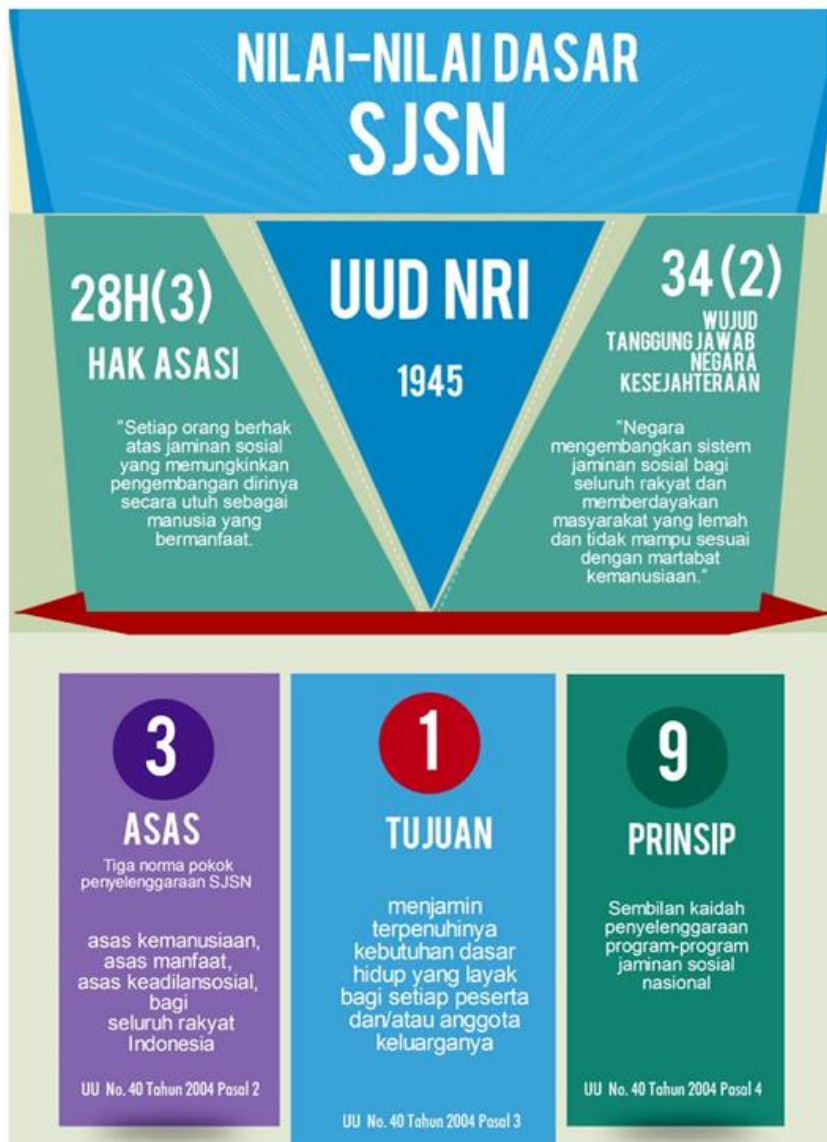 NILAI-NILAI DASAR
SJSN
28H(3)
HAK ASASI
"Setiap orang berhak
atas jaminan sosial
yang memungkinkan
pengembangan dirinya
secara utuh sebagai
manusia yang
bermanfaat.
UUD NRI
1945
34(2)
WUJUD
TANGGUNG JAWAB
NEGARA
KESEJAHTERAAN
"Negara
mengembangkan sistem
jaminan sosial bagi
seluruh rakyat dan
memberdayakan
masyarakat yang lemah
dan tidak mampu sesuai
dengan martabat
kemanusiaan."
3
ASAS
Tiga norma pokok
penyelenggaraan SJSN
asas kemanusiaan,
asas manfaat,
asas keadilansosial,
bagi
seluruh rakyat
Indonesia
UU No. 40 Tahun 2004 Pasal 2
1
TUJUAN
menjamin
terpenuhinya
kebutuhan dasar
hidup yang layak
bagi setiap peserta
dan/atau anggota
keluarganya
UU No. 40 Tahun 2004 Pasal 3
9
PRINSIP
Sembilan kaidah
penyelenggaraan
program-program
jaminan sosial
nasional
UU No. 40 Tahun 2004 Pasal 4